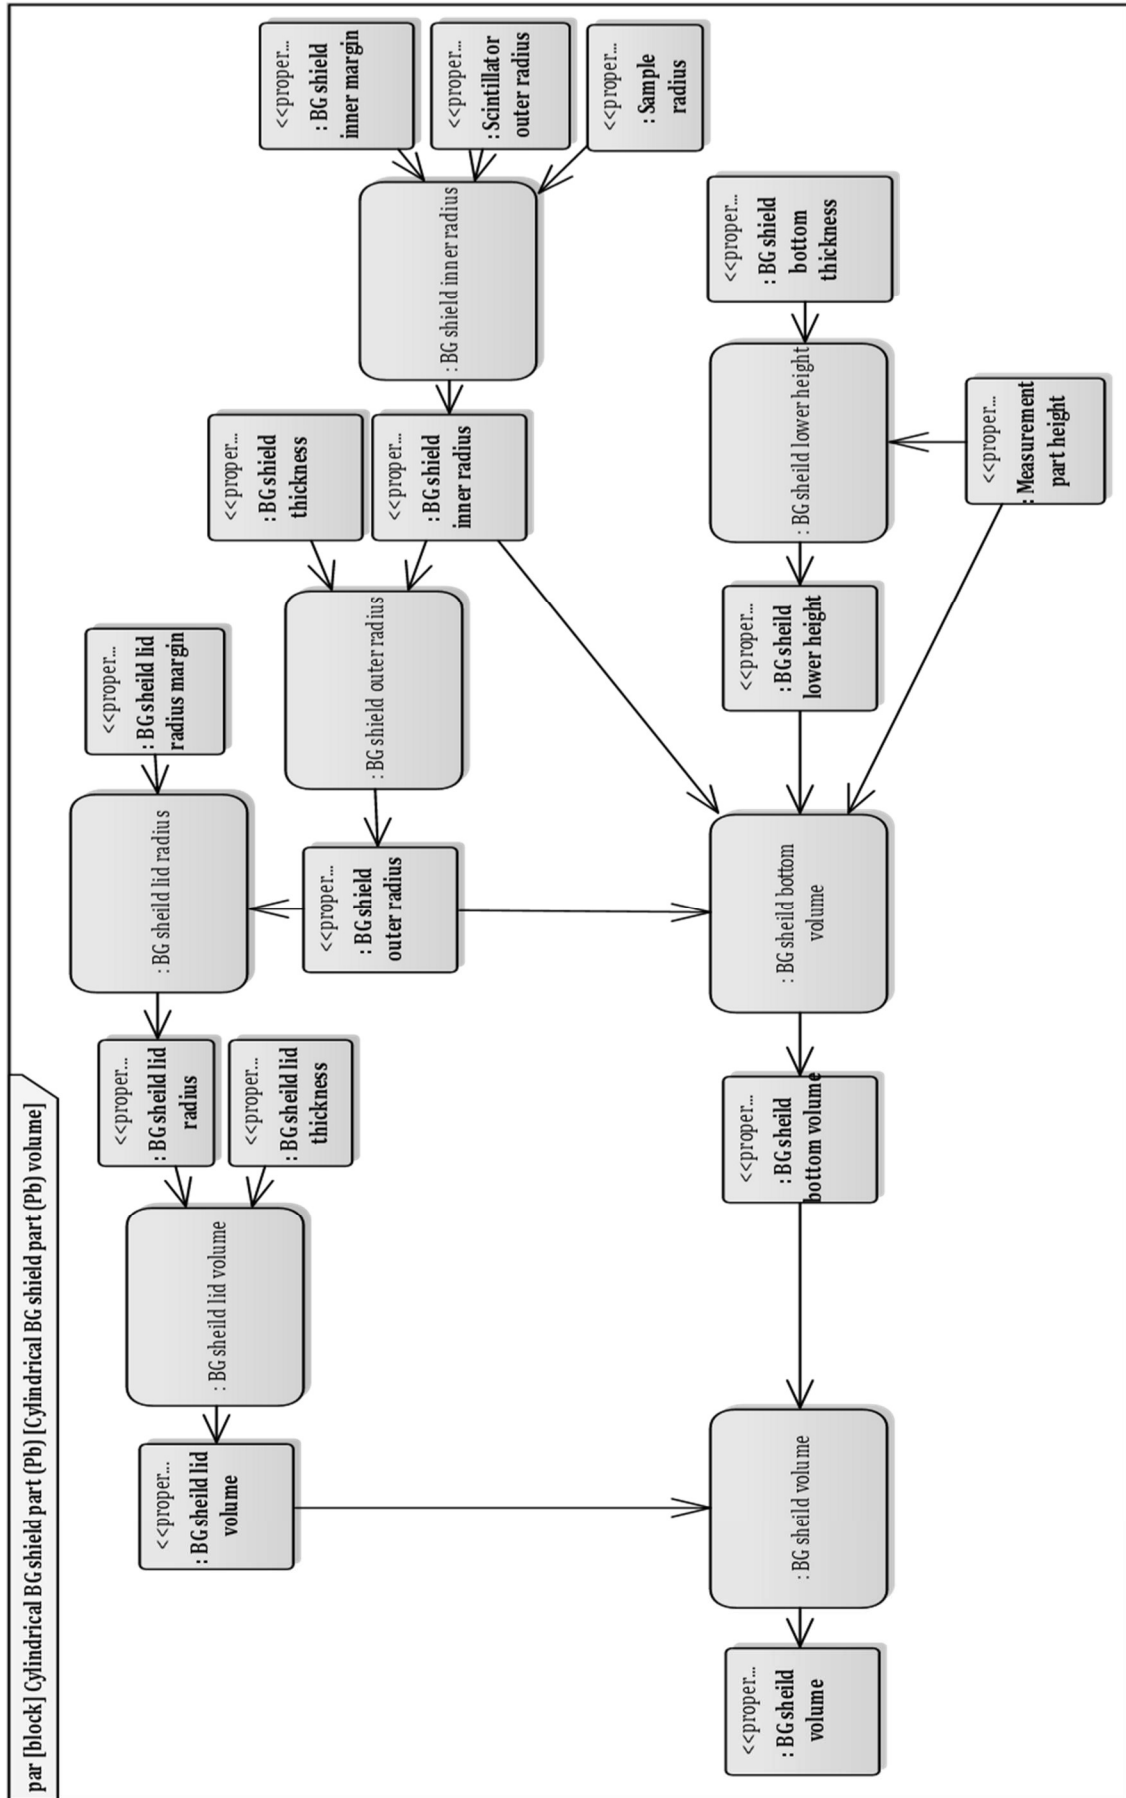 par [block] Cylindrical BG shield part (Pb) [Cylindrical BG shield part (Pb) volume]
<<proper...
: BG sheild lid
volume
: BG sheild lid volume
<<proper...
: BG sheild lid
radius
: BG sheild lid radius
<<proper...
: BG sheild lid
radius margin
<<proper...
: BG sheild lid
thickness
<<proper...
: BG shield
outer radius
: BG shield outer radius
<<proper...
: BG shield
thickness
<<proper...
: BG shield
inner radius
: BG shield inner radius
<<proper...
: BG shield
inner margin
<<proper...
: Scintillator
outer radius
<<proper...
: Sample
radius
<<proper...
: BG sheild
volume
: BG sheild volume
<<proper...
: BG sheild
bottom volume
: BG sheild bottom
volume
<<proper...
: BG sheild
lower height
: BG sheild lower height
<<proper...
: BG shield
bottom
thickness
<<proper...
: Measurement
part height